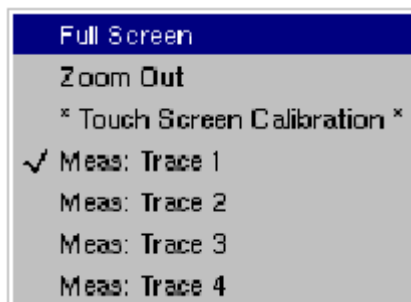 Full Screen
Zoom Out
* Touch Screen Calibration *
✓ Meas: Trace 1
Meas: Trace 2
Meas: Trace 3
Meas: Trace 4